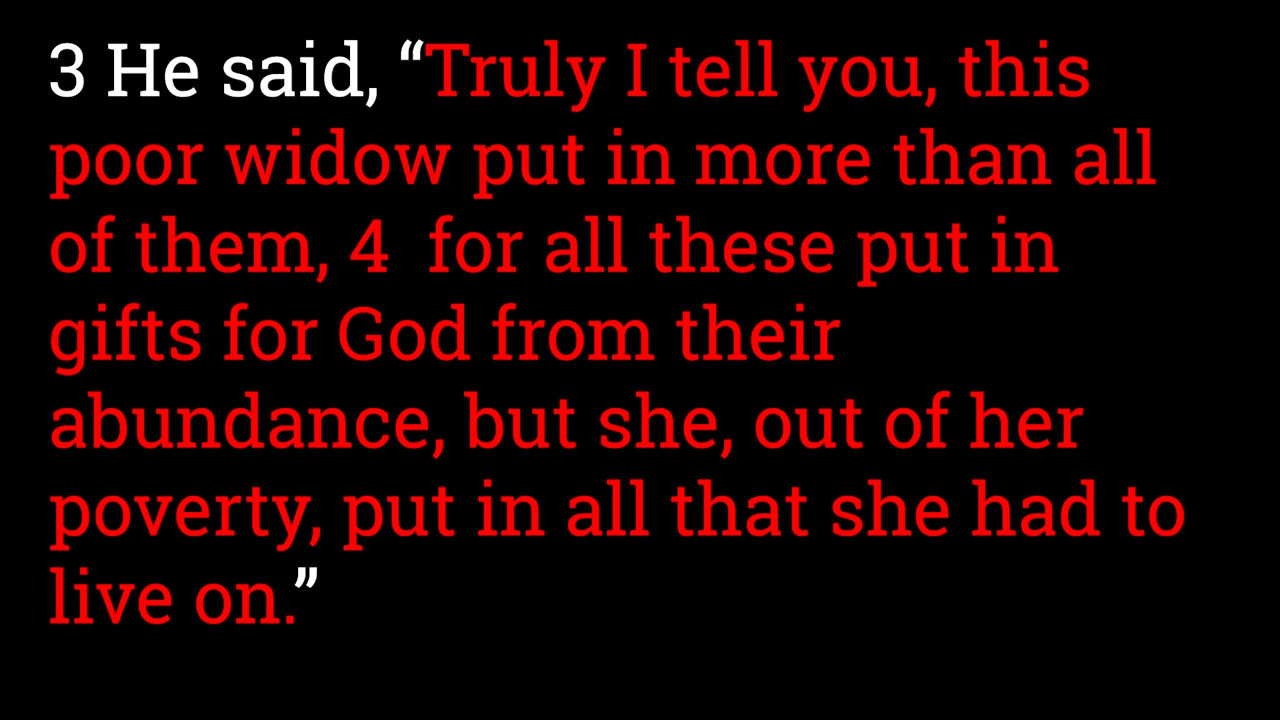 3 He said, “Truly I tell you, this
poor widow put in more than all
of them, 4  for all these put in
gifts for God from their
abundance, but she, out of her
poverty, put in all that she had to
live on.”